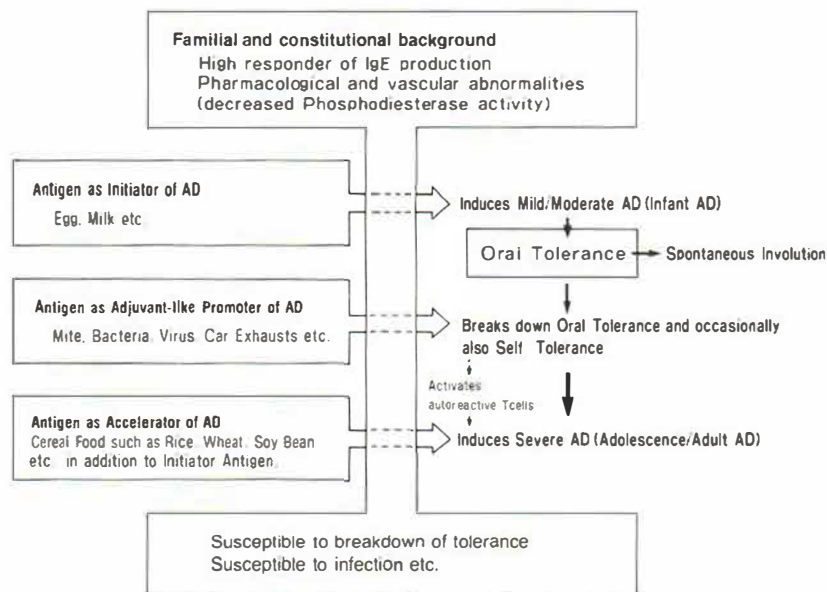 Familial and constitutional background
High responder of IgE production
Pharmacological and vascular abnormalities
(decreased Phosphodiesterase activity)
Antigen as Initiator of AD
Egg, Milk etc
Induces Mild/Moderate AD (Infant AD)
Oral Tolerance
Spontaneous Involution
Antigen as Adjuvant-like Promoter of AD
Mite, Bacteria Virus Car Exhausts etc.
Breaks down Oral Tolerance and occasionally
also Self Tolerance
Activates
autoreactive Tcells
Antigen as Accelerator of AD
Cereal Food such as Rice, Wheat, Soy Bean
etc in addition to Initiator Antigen.
Induces Severe AD (Adolescence/Adult AD)
Susceptible to breakdown of tolerance
Susceptible to infection etc.